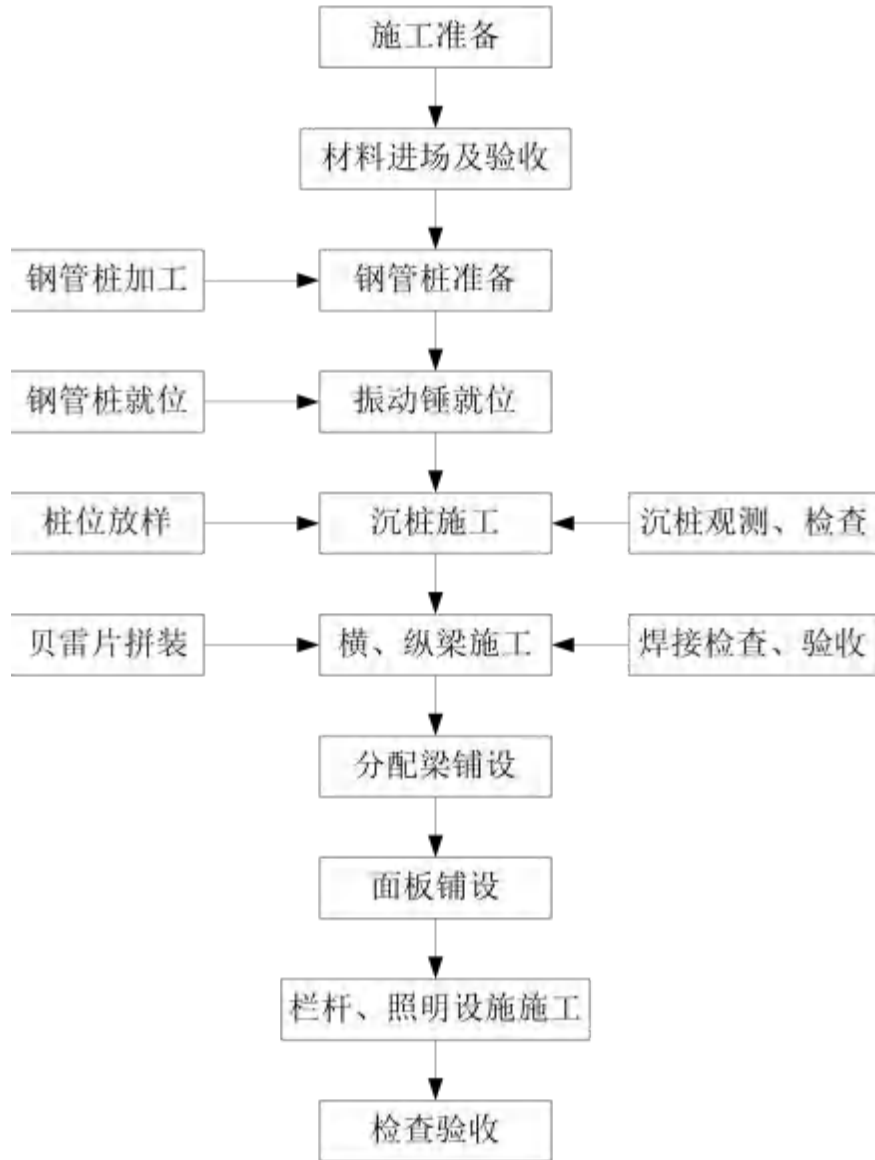 施工准备
材料进场及验收
钢管桩加工
钢管桩准备
钢管桩就位
振动锤就位
桩位放样
沉桩施工
沉桩观测、检查
贝雷片拼装
横、纵梁施工
焊接检查、验收
分配梁铺设
面板铺设
栏杆、照明设施施工
检查验收